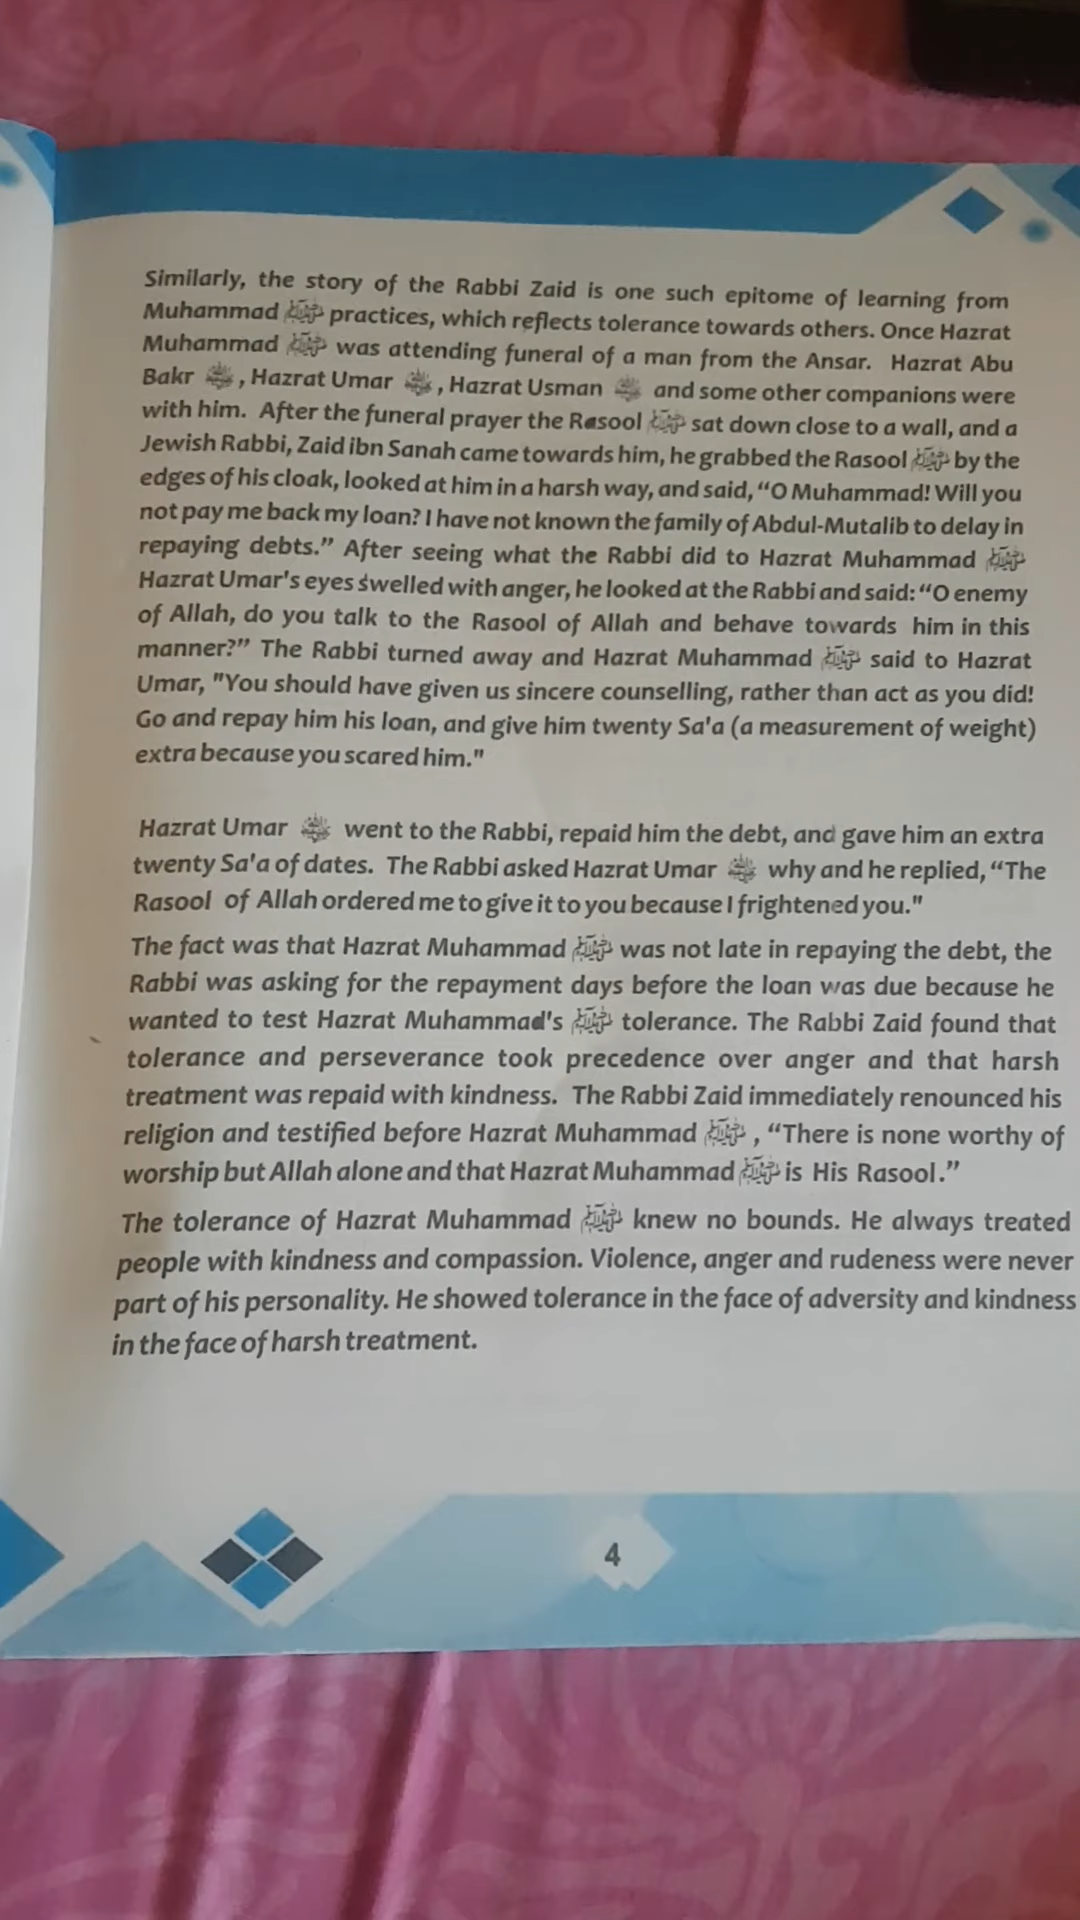 Similarly, the story of the Rabbi Zaid is one such epitome of learning from
Muhammad ﷺ practices, which reflects tolerance towards others. Once Hazrat
Muhammad ﷺ was attending funeral of a man from the Ansar. Hazrat Abu
Bakr , Hazrat Umar , Hazrat Usman and some other companions were
with him. After the funeral prayer the Rasool ﷺ sat down close to a wall, and a
Jewish Rabbi, Zaid ibn Sanah came towards him, he grabbed the Rasool ﷺ by the
edges of his cloak, looked at him in a harsh way, and said, “O Muhammad! Will you
not pay me back my loan? I have not known the family of Abdul-Mutalib to delay in
repaying debts.” After seeing what the Rabbi did to Hazrat Muhammad ﷺ
Hazrat Umar's eyes swelled with anger, he looked at the Rabbi and said: “O enemy
of Allah, do you talk to the Rasool of Allah and behave towards him in this
manner?” The Rabbi turned away and Hazrat Muhammad ﷺ said to Hazrat
Umar, "You should have given us sincere counselling, rather than act as you did!
Go and repay him his loan, and give him twenty Sa'a (a measurement of weight)
extra because you scared him."
Hazrat Umar went to the Rabbi, repaid him the debt, and gave him an extra
twenty Sa'a of dates. The Rabbi asked Hazrat Umar why and he replied, “The
Rasool of Allah ordered me to give it to you because I frightened you."
The fact was that Hazrat Muhammad ﷺ was not late in repaying the debt, the
Rabbi was asking for the repayment days before the loan was due because he
wanted to test Hazrat Muhammad's ﷺ tolerance. The Rabbi Zaid found that
tolerance and perseverance took precedence over anger and that harsh
treatment was repaid with kindness. The Rabbi Zaid immediately renounced his
religion and testified before Hazrat Muhammad ﷺ , “There is none worthy of
worship but Allah alone and that Hazrat Muhammad ﷺ is His Rasool.”
The tolerance of Hazrat Muhammad ﷺ knew no bounds. He always treated
people with kindness and compassion. Violence, anger and rudeness were never
part of his personality. He showed tolerance in the face of adversity and kindness
in the face of harsh treatment.
4